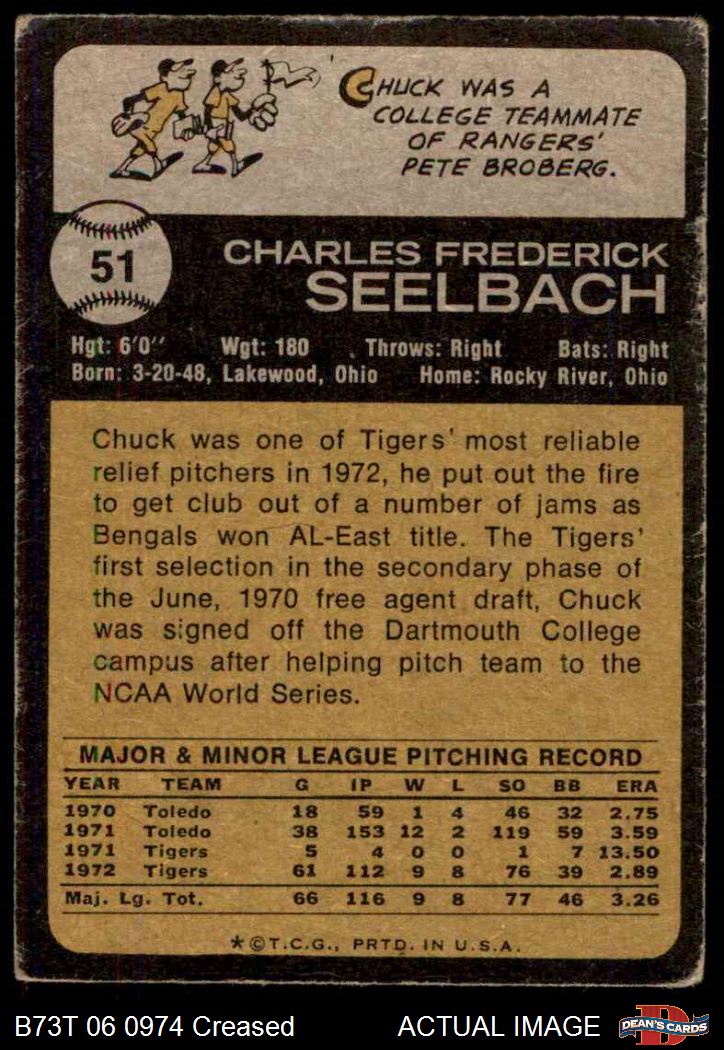 CHUCK WAS A
COLLEGE TEAMMATE
OF RANGERS'
PETE BROBERG.
51
CHARLES FREDERICK
SEELBACH
Hgt: 6'0" Wgt: 180 Throws: Right Bats: Right
Born: 3-20-48, Lakewood, Ohio Home: Rocky River, Ohio
Chuck was one of Tigers' most reliable
relief pitchers in 1972, he put out the fire
to get club out of a number of jams as
Bengals won AL-East title. The Tigers'
first selection in the secondary phase of
the June, 1970 free agent draft, Chuck
was signed off the Dartmouth College
campus after helping pitch team to the
NCAA World Series.
MAJOR & MINOR LEAGUE PITCHING RECORD
YEAR TEAM G IP W L SO BB ERA
1970 Toledo 18 59 1 4 46 32 2.75
1971 Toledo 38 153 12 2 119 59 3.59
1971 Tigers 5 4 0 0 1 7 13.50
1972 Tigers 61 112 9 8 76 39 2.89
Maj. Lg. Tot. 66 116 9 8 77 46 3.26
*©T.C.G., PRTD. IN U.S.A.
B73T 06 0974 Creased ACTUAL IMAGE
D
DEAN'S CARDS